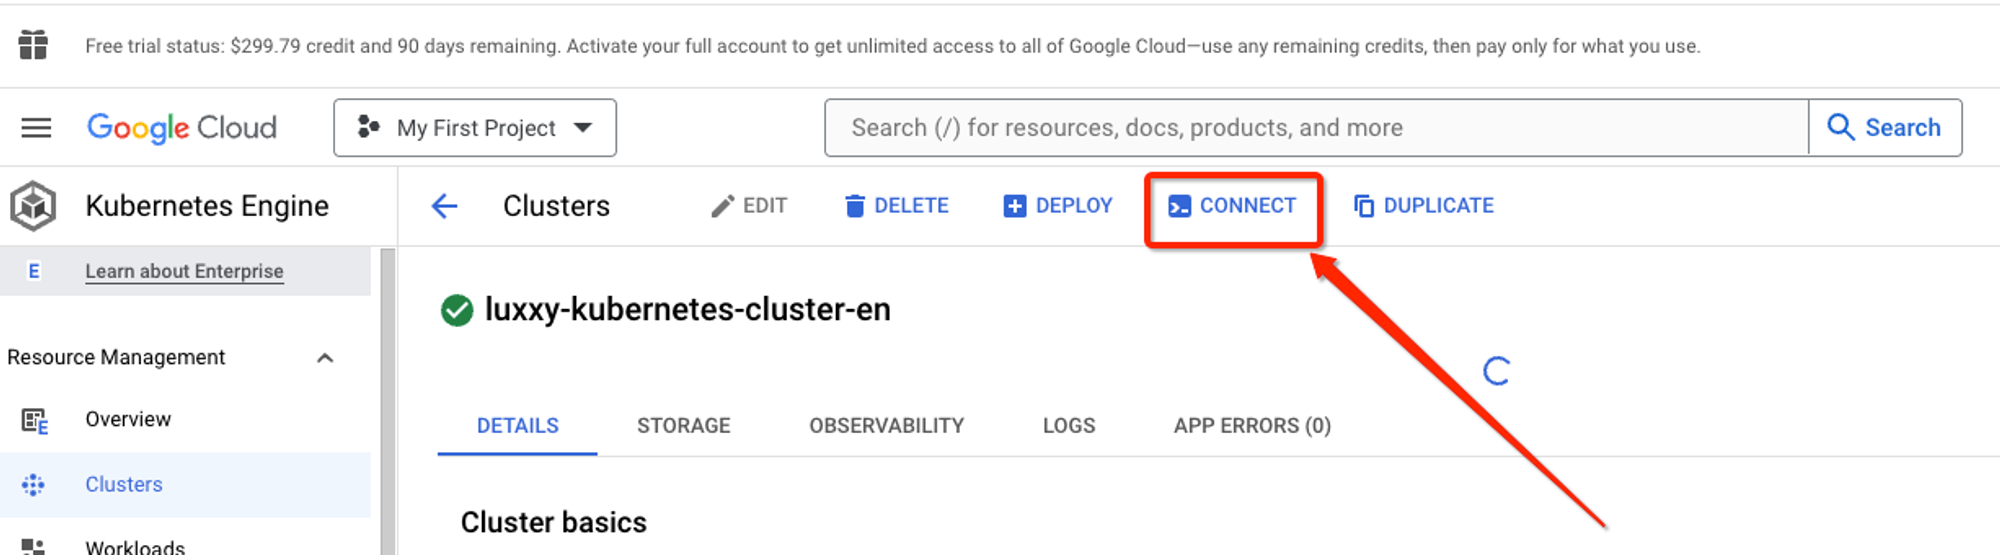 Free trial status: $299.79 credit and 90 days remaining. Activate your full account to get unlimited access to all of Google Cloud—use any remaining credits, then pay only for what you use.
Google Cloud
My First Project
Search (/) for resources, docs, products, and more
Search
Kubernetes Engine
Clusters
EDIT
DELETE
DEPLOY
CONNECT
DUPLICATE
E
Learn about Enterprise
luxxy-kubernetes-cluster-en
Resource Management
E
Overview
DETAILS
STORAGE
OBSERVABILITY
LOGS
APP ERRORS (0)
Clusters
Cluster basics
Workloads